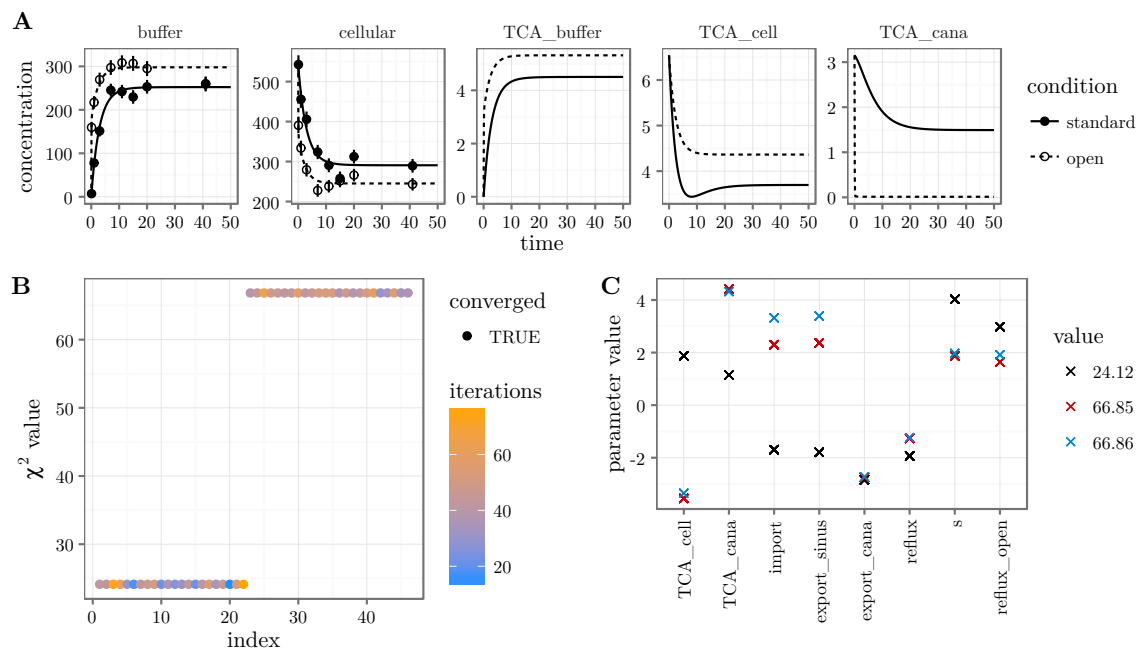 A
buffer
cellular
TCA_buffer
TCA_cell
TCA_cana
concentration
300
200
100
0
500
400
300
200
4
2
0
6
5
4
3
2
1
0
0 10 20 30 40 50
0 10 20 30 40 50
0 10 20 30 40 50
0 10 20 30 40 50
0 10 20 30 40 50
time
condition
standard
open
B
χ² value
60
50
40
30
0 10 20 30 40
index
converged
TRUE
iterations
60
40
20
C
parameter value
4
2
0
-2
TCA_cell
TCA_cana
import
export_sinus
export_cana
reflux
s
reflux_open
value
24.12
66.85
66.86